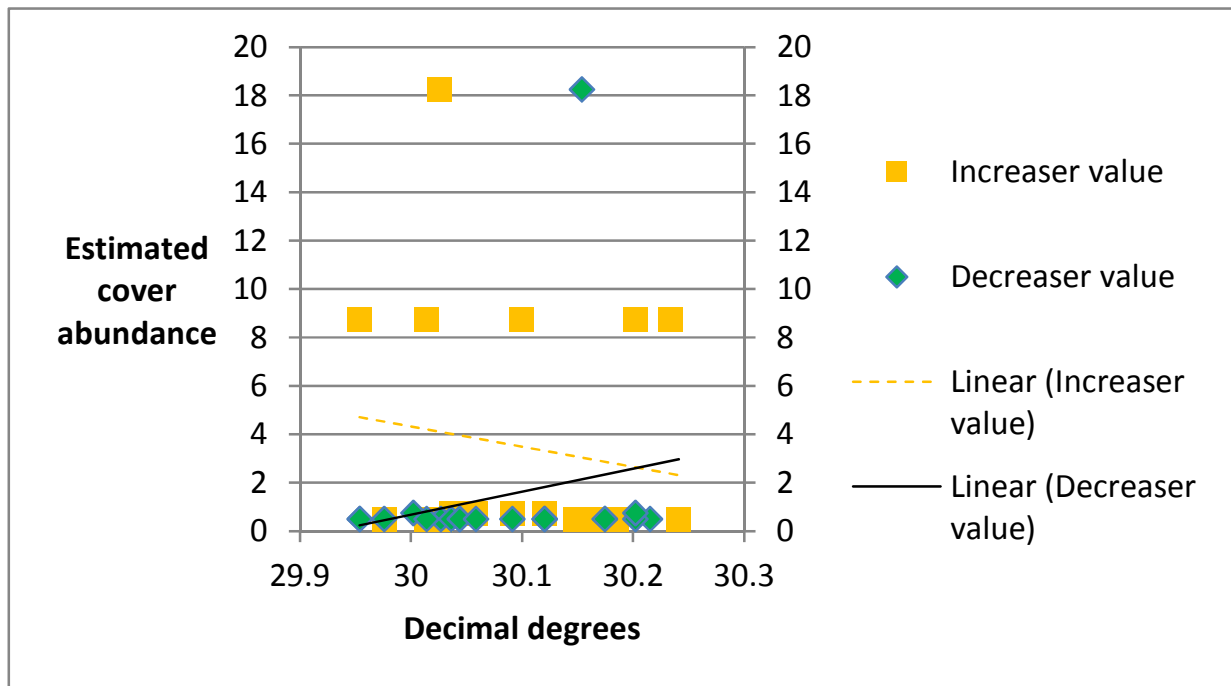 20 20
18 18
16 16
14 14
12 12
10 10
8 8
6 6
4 4
2 2
0 0
29.9 30 30.1 30.2 30.3
Estimated
cover
abundance
Decimal degrees
Increaser value
Decreaser value
Linear (Increaser
value)
Linear (Decreaser
value)